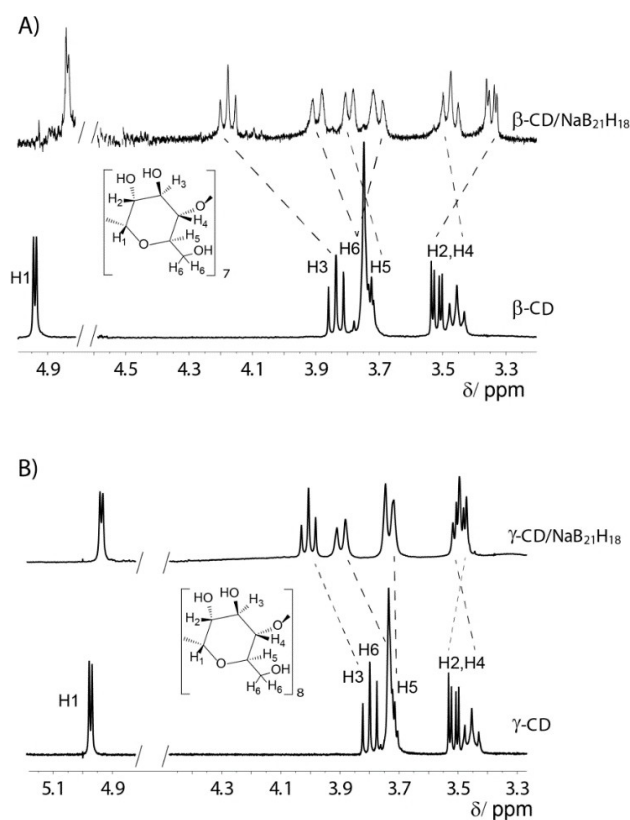 A)
β-CD/NaB21H18
HO HO H3
H2 O
H4
H1 O H5
OH
H6 H6 7
H1
H3 H6 H5 H2,H4
β-CD
4.9 4.5 4.3 4.1 3.9 3.7 3.5 3.3
δ/ ppm
B)
γ-CD/NaB21H18
HO HO H3
H2 O
H4
H1 O H5
OH
H6 H6 8
H1
H3 H6 H5 H2,H4
γ-CD
5.1 4.9 4.3 4.1 3.9 3.7 3.5 3.3
δ/ ppm